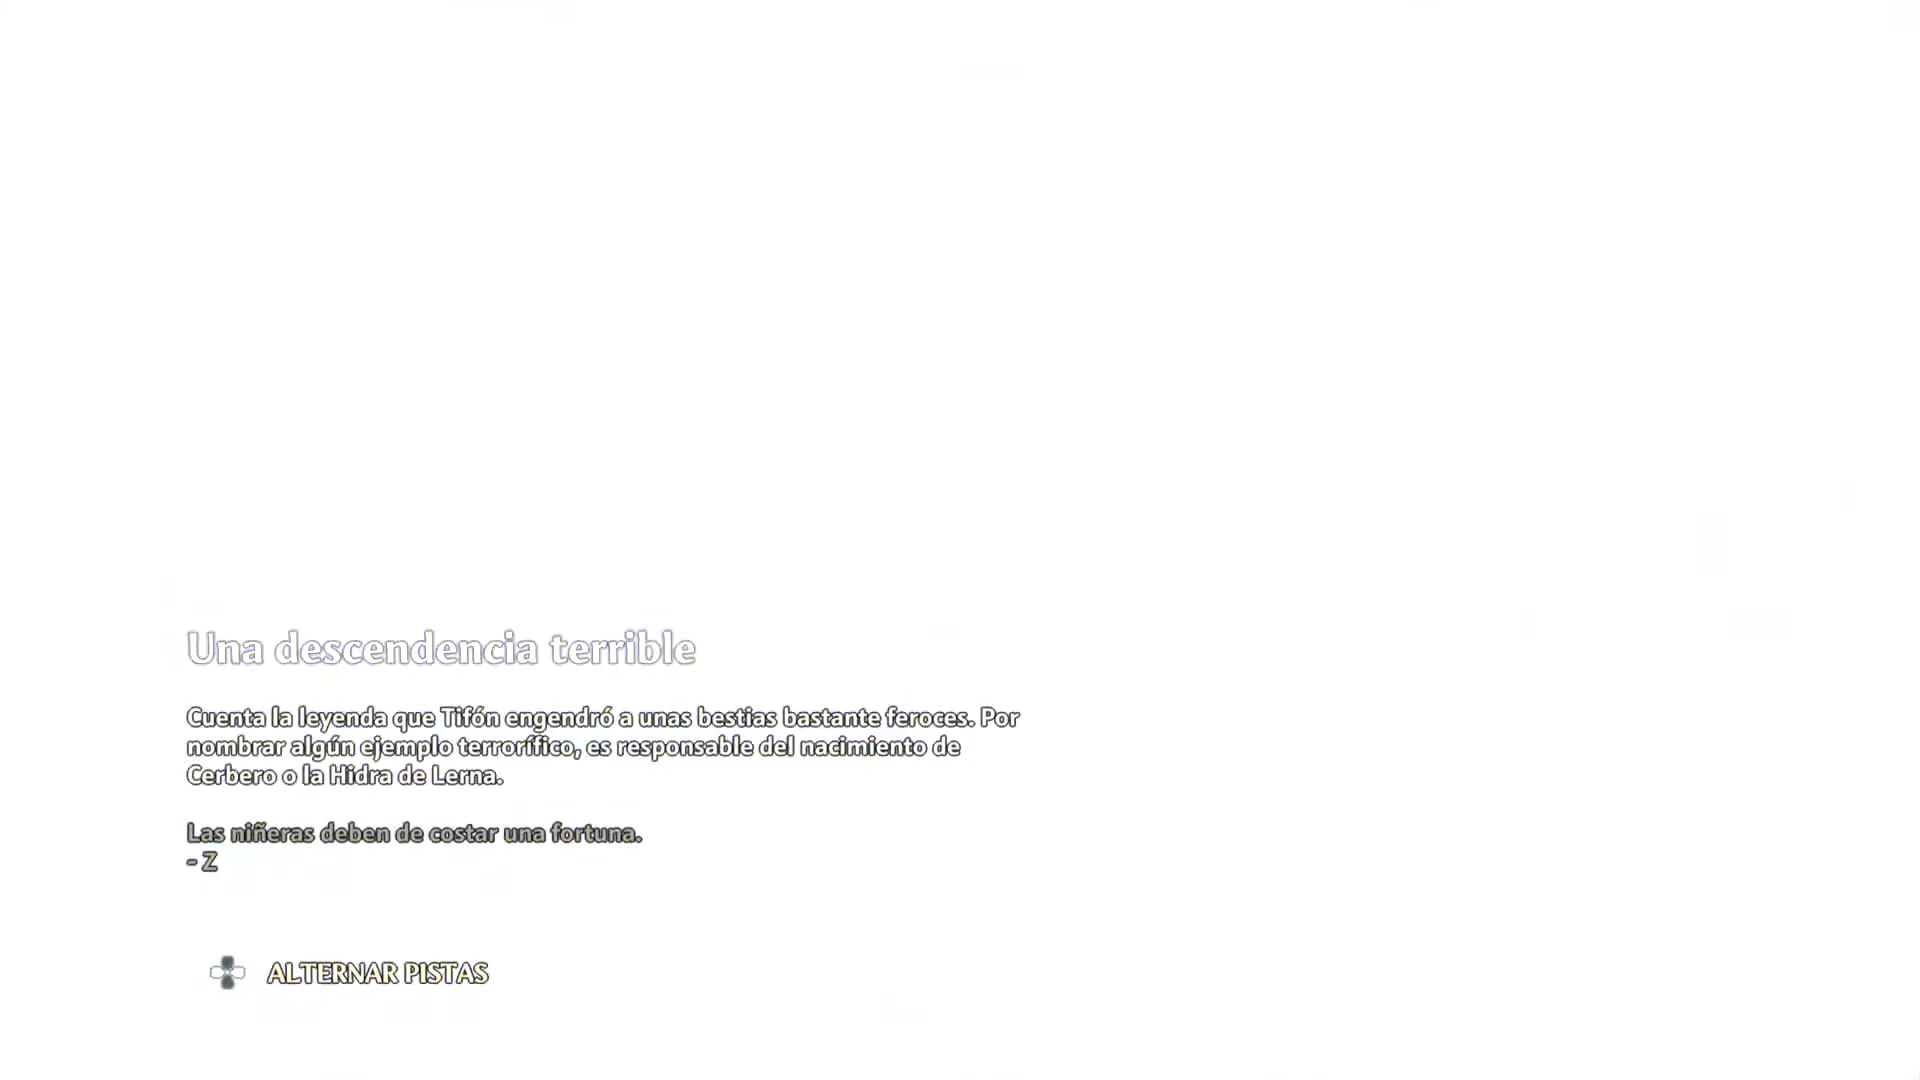 Una descendencia terrible
Cuenta la leyenda que Tifón engendró a unas bestias bastante feroces. Por
nombrar algún ejemplo terrorífico, es responsable del nacimiento de
Cerbero o la Hidra de Lerna.
Las niñeras deben de costar una fortuna.
- Z
ALTERNAR PISTAS